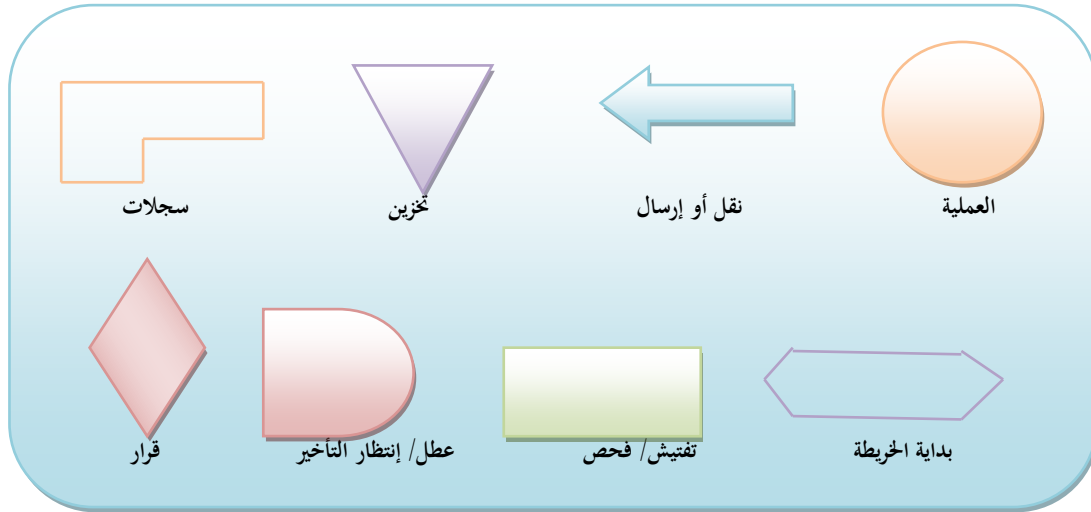 العملية
نقل أو إرسال
تخزين
سجلات
بداية الخريطة
تفتيش/ فحص
عطل/ إنتظار التأخير
قرار